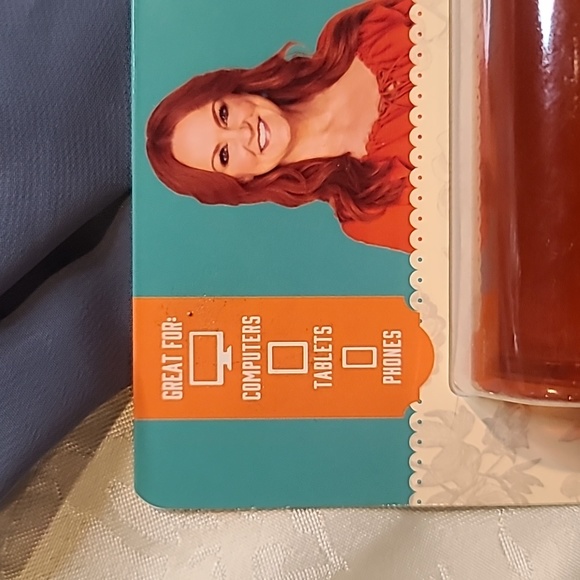 GREAT FOR:
COMPUTERS
TABLETS
PHONES